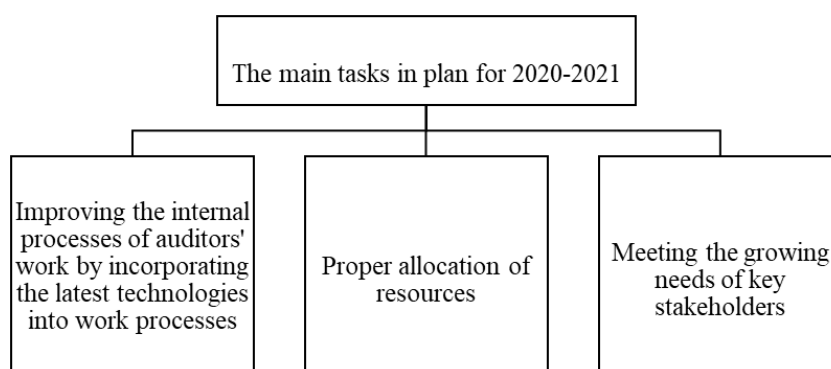 The main tasks in plan for 2020-2021
Improving the internal
processes of auditors'
work by incorporating
the latest technologies
into work processes
Proper allocation of
resources
Meeting the growing
needs of key
stakeholders